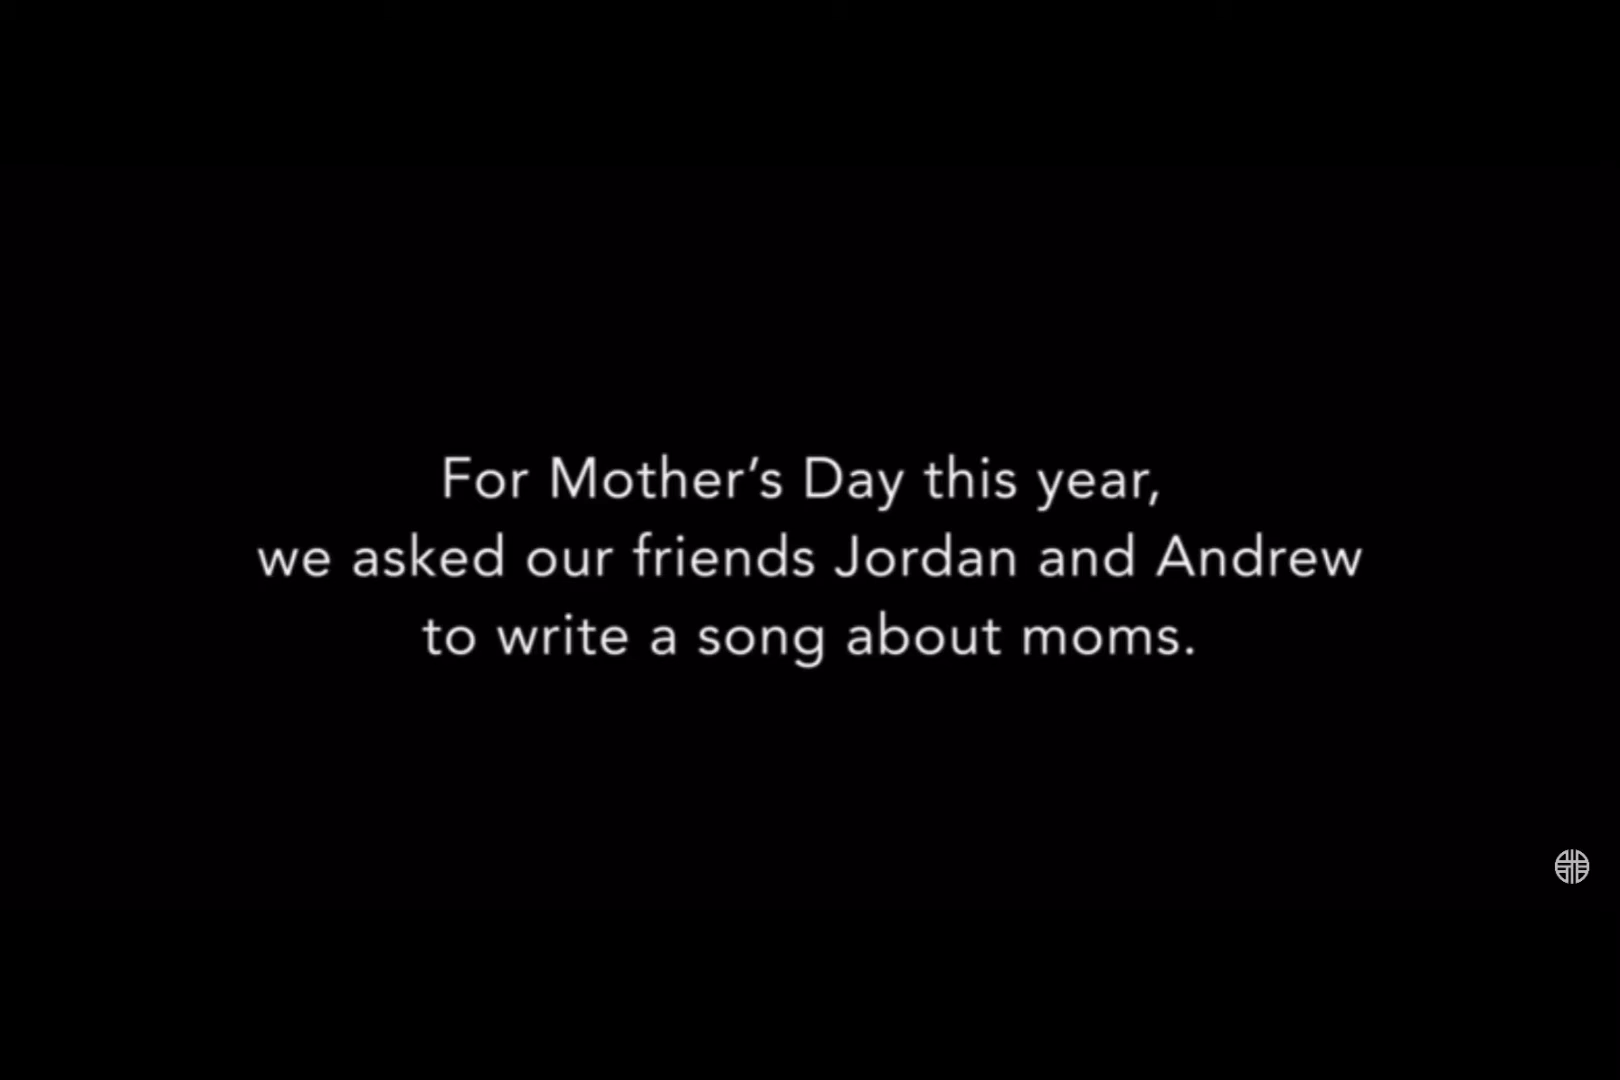 For Mother’s Day this year,
we asked our friends Jordan and Andrew
to write a song about moms.